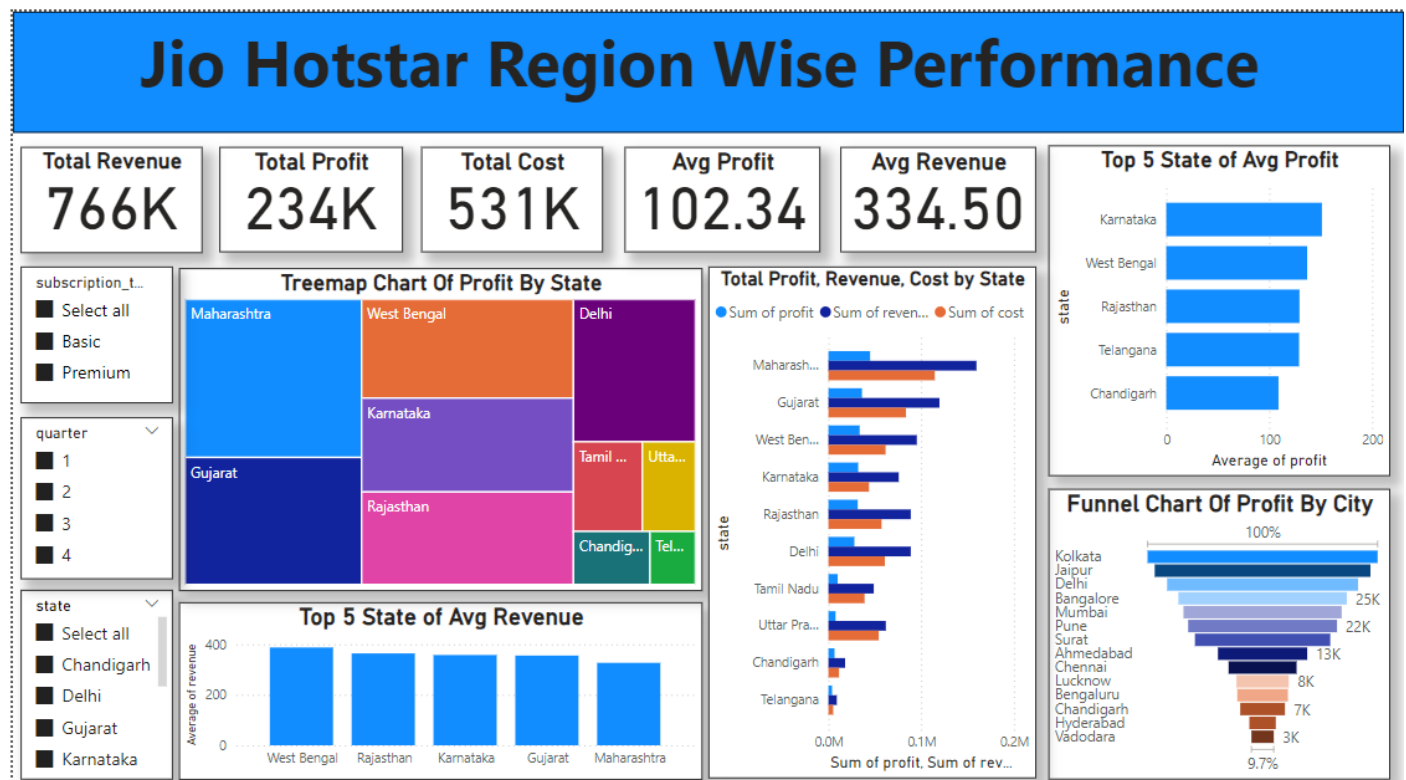 Jio Hotstar Region Wise Performance
Total Revenue
766K
Total Profit
234K
Total Cost
531K
Avg Profit
102.34
Avg Revenue
334.50
subscription_t...
Select all
Basic
Premium
quarter
1
2
3
4
state
Select all
Chandigarh
Delhi
Gujarat
Karnataka
Treemap Chart Of Profit By State
Maharashtra
Gujarat
West Bengal
Karnataka
Rajasthan
Delhi
Tamil ...
Utta...
Chandig...
Tel...
Top 5 State of Avg Revenue
Average of revenue
400
200
0
West Bengal
Rajasthan
Karnataka
Gujarat
Maharashtra
Total Profit, Revenue, Cost by State
Sum of profit
Sum of reven...
Sum of cost
state
Maharash...
Gujarat
West Ben...
Karnataka
Rajasthan
Delhi
Tamil Nadu
Uttar Pra...
Chandigarh
Telangana
0.0M
0.1M
0.2M
Sum of profit, Sum of rev...
Top 5 State of Avg Profit
state
Karnataka
West Bengal
Rajasthan
Telangana
Chandigarh
0
100
200
Average of profit
Funnel Chart Of Profit By City
100%
Kolkata
Jaipur
Delhi
Bangalore
25K
Mumbai
Pune
22K
Surat
Ahmedabad
13K
Chennai
Lucknow
8K
Bengaluru
Chandigarh
7K
Hyderabad
Vadodara
3K
9.7%